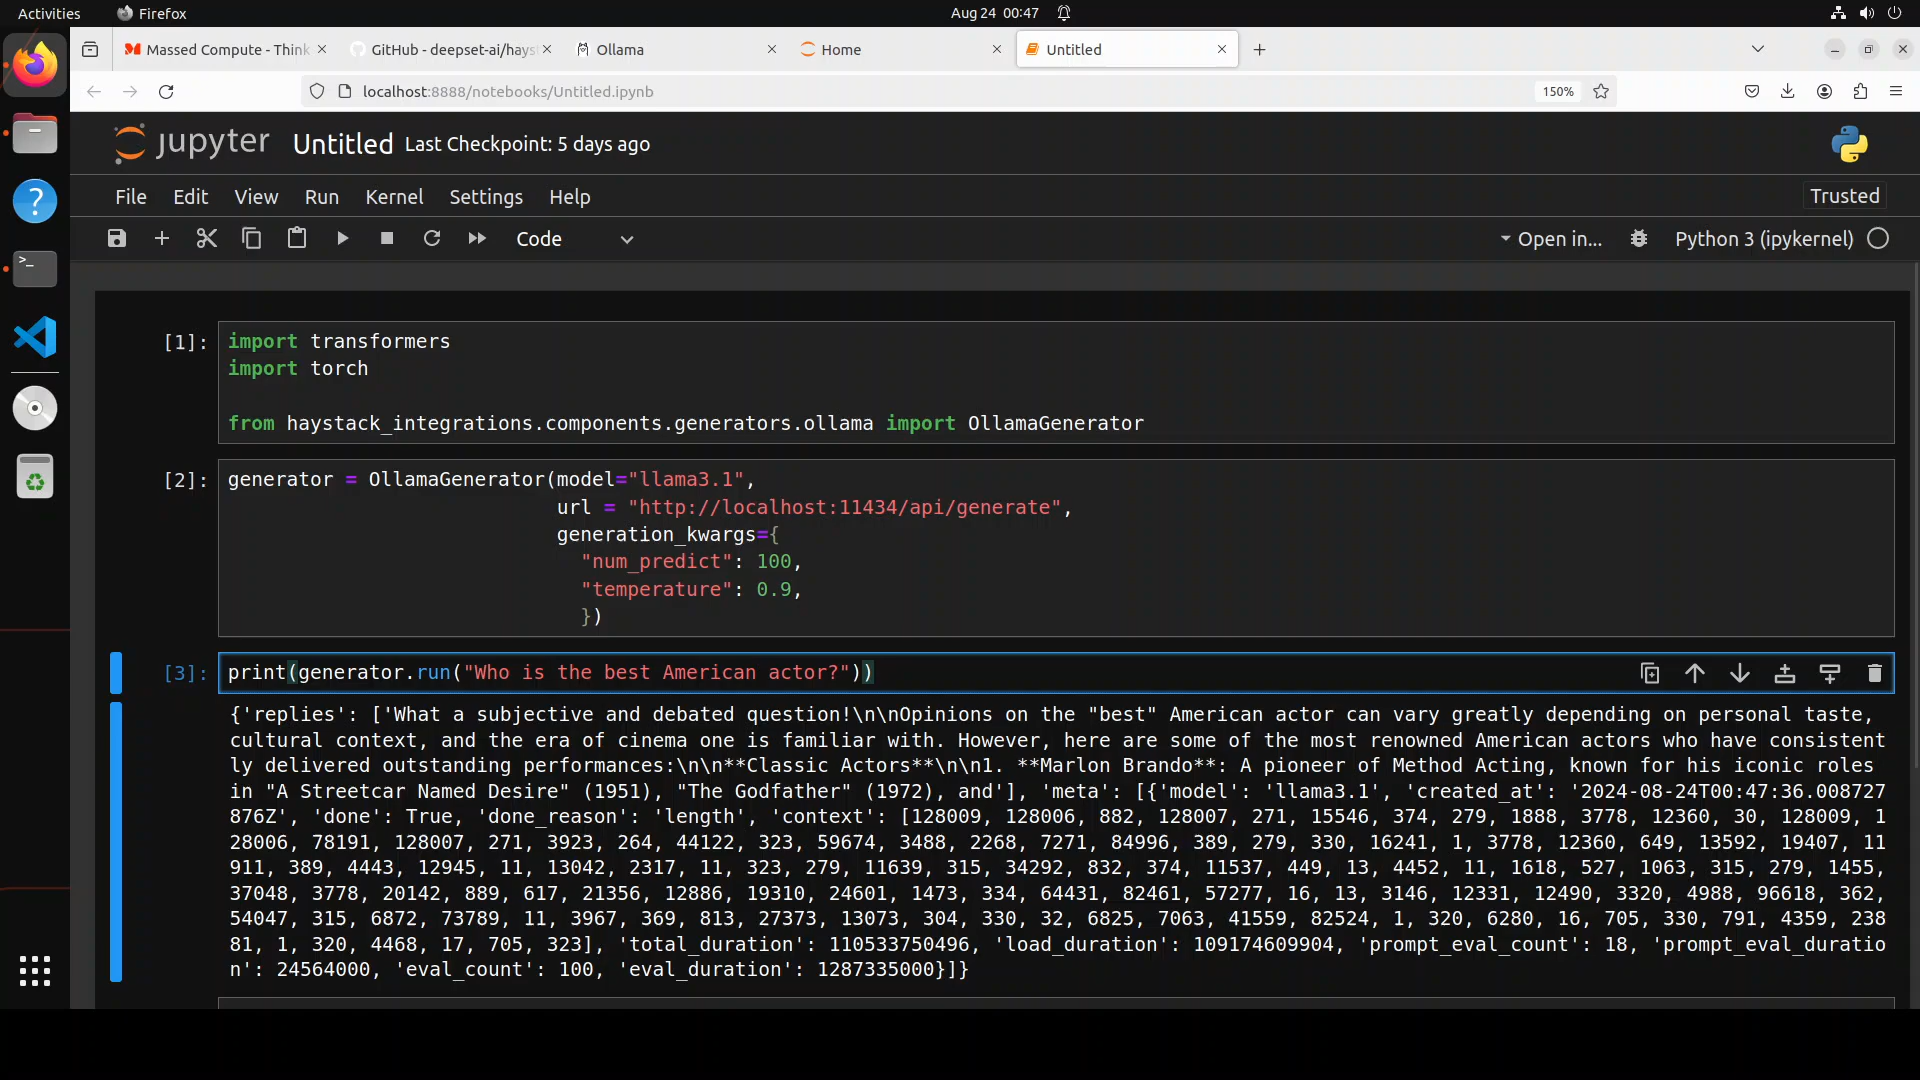 Activities Firefox Aug 24 00:47
Massed Compute - Think GitHub - deepset-ai/hays Ollama Home Untitled
localhost:8888/notebooks/Untitled.ipynb 150%
jupyter Untitled Last Checkpoint: 5 days ago
File Edit View Run Kernel Settings Help Trusted
Code Open in... Python 3 (ipykernel)
[1]: import transformers
import torch
from haystack_integrations.components.generators.ollama import OllamaGenerator
[2]: generator = OllamaGenerator(model="llama3.1",
url = "http://localhost:11434/api/generate",
generation_kwargs={
"num_predict": 100,
"temperature": 0.9,
})
[3]: print(generator.run("Who is the best American actor?"))
{'replies': ['What a subjective and debated question!\n\nOpinions on the "best" American actor can vary greatly depending on personal taste,
cultural context, and the era of cinema one is familiar with. However, here are some of the most renowned American actors who have consistent
ly delivered outstanding performances:\n\n**Classic Actors**\n\n1. **Marlon Brando**: A pioneer of Method Acting, known for his iconic roles
in "A Streetcar Named Desire" (1951), "The Godfather" (1972), and'], 'meta': [{'model': 'llama3.1', 'created_at': '2024-08-24T00:47:36.008727
876Z', 'done': True, 'done_reason': 'length', 'context': [128009, 128006, 882, 128007, 271, 15546, 374, 279, 1888, 3778, 12360, 30, 128009, 1
28006, 78191, 128007, 271, 3923, 264, 44122, 323, 59674, 3488, 2268, 7271, 84996, 389, 279, 330, 16241, 1, 3778, 12360, 649, 13592, 19407, 11
911, 389, 4443, 12945, 11, 13042, 2317, 11, 323, 279, 11639, 315, 34292, 832, 374, 11537, 449, 13, 4452, 11, 1618, 527, 1063, 315, 279, 1455,
37048, 3778, 20142, 889, 617, 21356, 12886, 19310, 24601, 1473, 334, 64431, 82461, 57277, 16, 13, 3146, 12331, 12490, 3320, 4988, 96618, 362,
54047, 315, 6872, 73789, 11, 3967, 369, 813, 27373, 13073, 304, 330, 32, 6825, 7063, 41559, 82524, 1, 320, 6280, 16, 705, 330, 791, 4359, 238
81, 1, 320, 4468, 17, 705, 323], 'total_duration': 110533750496, 'load_duration': 109174609904, 'prompt_eval_count': 18, 'prompt_eval_duratio
n': 24564000, 'eval_count': 100, 'eval_duration': 1287335000}]}